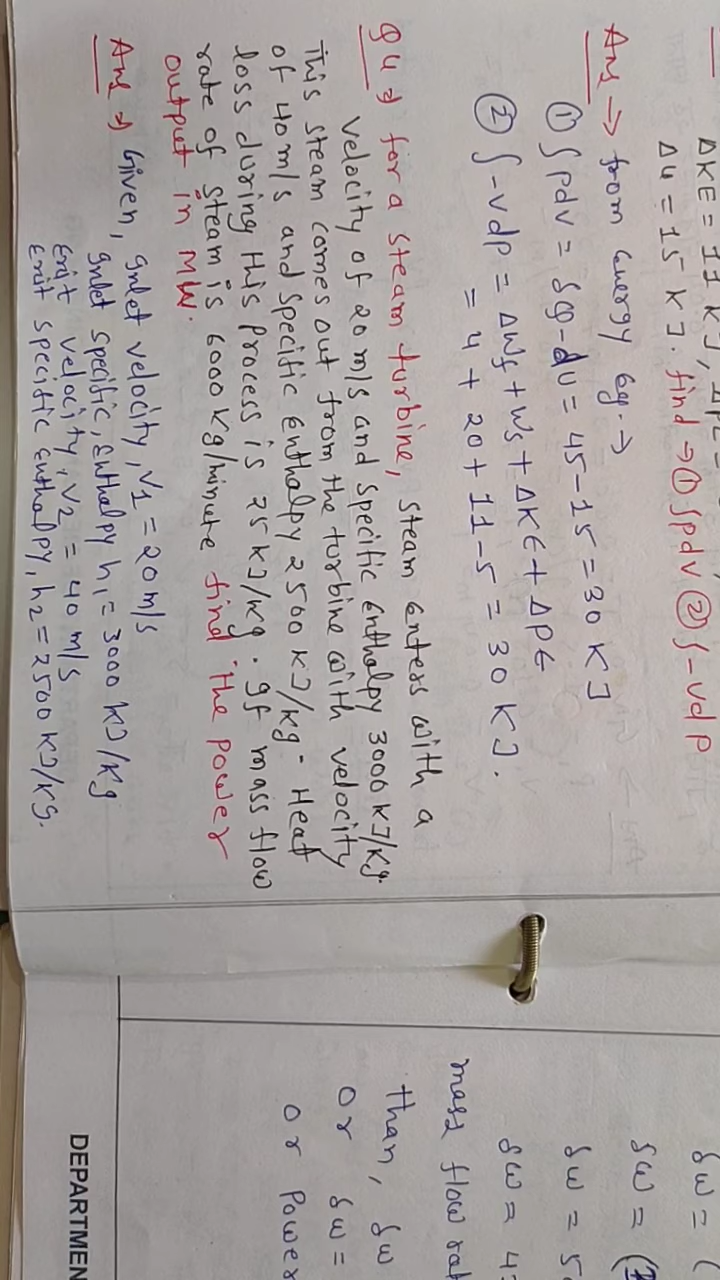 ΔKE = 11 KJ, ΔPE =
Δu = 15 KJ. find → ① ∫pdv ② ∫-vdp
Ans → from energy eq. →
① ∫pdv = δQ - du = 45 - 15 = 30 KJ
② ∫-vdp = Δwf + ws + ΔKE + ΔPE
= 4 + 20 + 11 - 5 = 30 KJ.
Q4 → for a steam turbine, steam enters with a
velocity of 20 m/s and specific enthalpy 3000 KJ/Kg.
This steam comes out from the turbine with velocity
of 40 m/s and specific enthalpy 2500 KJ/Kg. Heat
loss during this process is 25 KJ/Kg. If mass flow
rate of steam is 6000 Kg/minute find the power
output in MW.
Ans → Given, Inlet velocity, V1 = 20 m/s
Inlet specific, enthalpy h1 = 3000 KJ/Kg
Exit velocity, V2 = 40 m/s
Exit specific enthalpy, h2 = 2500 KJ/Kg.
δw = (
δw = (1
δw = 5
δw = 4
mass flow rat
than, δw
or δw =
or Power
DEPARTMEN